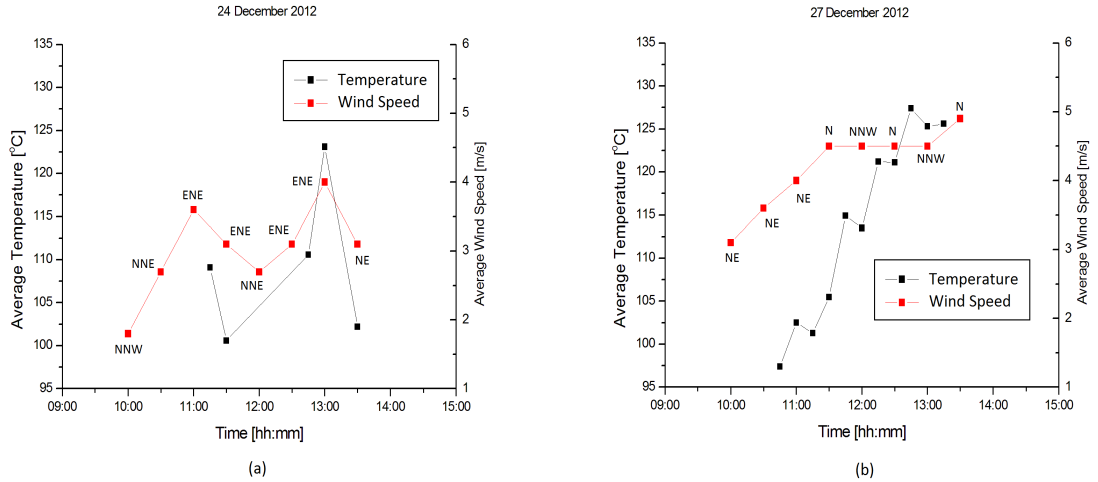 24 December 2012
135
130
125
120
115
110
105
100
95
Average Temperature [°C]
6
5
4
3
2
1
Average Wind Speed [m/s]
Temperature
Wind Speed
NNW
NNE
ENE
ENE
NNE
ENE
ENE
NE
09:00 10:00 11:00 12:00 13:00 14:00 15:00
Time [hh:mm]
(a)
27 December 2012
135
130
125
120
115
110
105
100
95
Average Temperature [°C]
6
5
4
3
2
1
Average Wind Speed [m/s]
NE
NE
NE
N
NNW
N
NNW
N
Temperature
Wind Speed
09:00 10:00 11:00 12:00 13:00 14:00 15:00
Time [hh:mm]
(b)